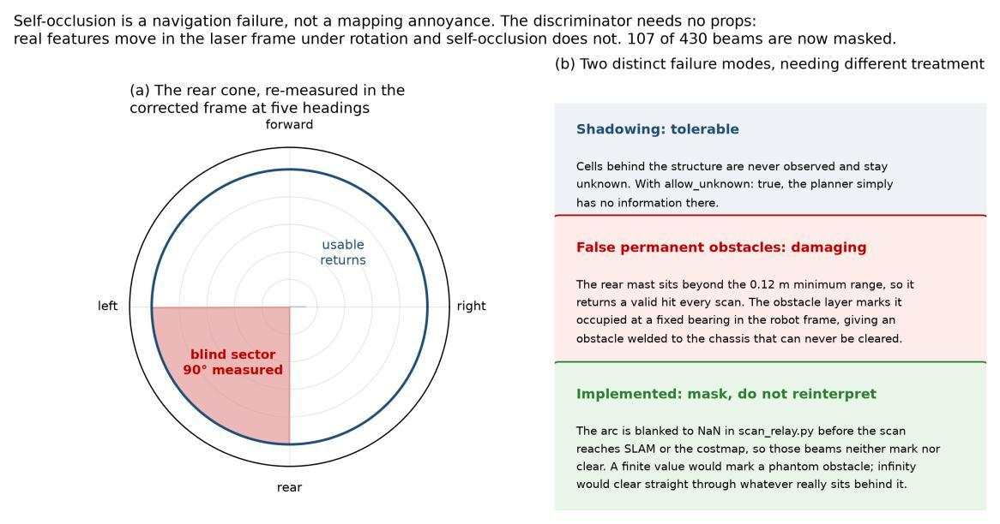 Self-occlusion is a navigation failure, not a mapping annoyance. The discriminator needs no props:
real features move in the laser frame under rotation and self-occlusion does not. 107 of 430 beams are now masked.
(a) The rear cone, re-measured in the
corrected frame at five headings
forward
usable
returns
left
right
blind sector
90° measured
rear
(b) Two distinct failure modes, needing different treatment
Shadowing: tolerable
Cells behind the structure are never observed and stay
unknown. With allow_unknown: true, the planner simply
has no information there.
False permanent obstacles: damaging
The rear mast sits beyond the 0.12 m minimum range, so it
returns a valid hit every scan. The obstacle layer marks it
occupied at a fixed bearing in the robot frame, giving an
obstacle welded to the chassis that can never be cleared.
Implemented: mask, do not reinterpret
The arc is blanked to NaN in scan_relay.py before the scan
reaches SLAM or the costmap, so those beams neither mark nor
clear. A finite value would mark a phantom obstacle; infinity
would clear straight through whatever really sits behind it.